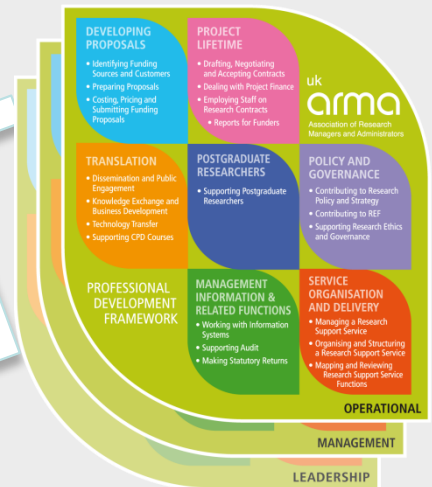 DEVELOPING
PROPOSALS
• Identifying Funding
Sources and Customers
• Preparing Proposals
• Costing, Pricing and
Submitting Funding
Proposals
PROJECT
LIFETIME
• Drafting, Negotiating
and Accepting Contracts
• Dealing with Project Finance
• Employing Staff on
Research Contracts
• Reports for Funders
uk
arma
Association of Research
Managers and Administrators
TRANSLATION
• Dissemination and Public
Engagement
• Knowledge Exchange and
Business Development
• Technology Transfer
• Supporting CPD Courses
POSTGRADUATE
RESEARCHERS
• Supporting Postgraduate
Researchers
POLICY AND
GOVERNANCE
• Contributing to Research
Policy and Strategy
• Contributing to REF
• Supporting Research Ethics
and Governance
PROFESSIONAL
DEVELOPMENT
FRAMEWORK
MANAGEMENT
INFORMATION &
RELATED FUNCTIONS
• Working with Information
Systems
• Supporting Audit
• Making Statutory Returns
SERVICE
ORGANISATION
AND DELIVERY
• Managing a Research
Support Service
• Organising and Structuring
a Research Support Service
• Mapping and Reviewing
Research Support Service
Functions
OPERATIONAL
MANAGEMENT
LEADERSHIP